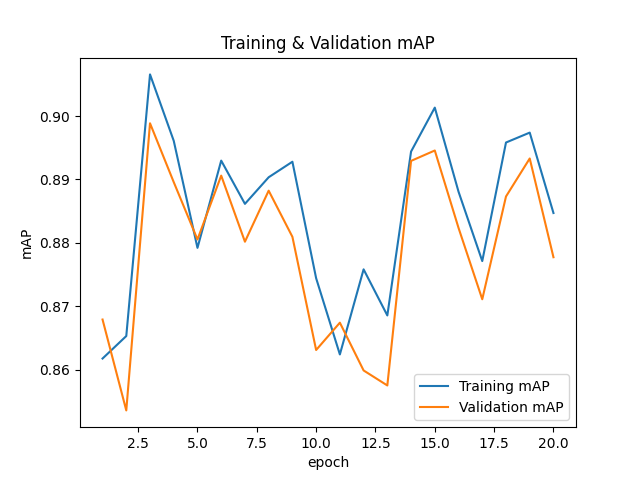 Training & Validation mAP
mAP
0.90
0.89
0.88
0.87
0.86
2.5 5.0 7.5 10.0 12.5 15.0 17.5 20.0
epoch
Training mAP
Validation mAP